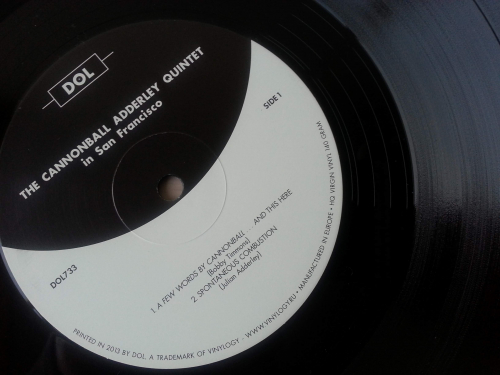 DOL
THE CANNONBALL ADDERLEY QUINTET
in San Francisco
SIDE 1
DOL733
1. A FEW WORDS BY CANNONBALL . . . AND THIS HERE
(Bobby Timmons)
2. SPONTANEOUS COMBUSTION
(Julian Adderley)
PRINTED IN 2013 BY DOL. A TRADEMARK OF VINYLOGY - WWW.VINYLOGY.RU • MANUFACTURED IN EUROPE • HQ VIRGIN VINYL 140 GRAM